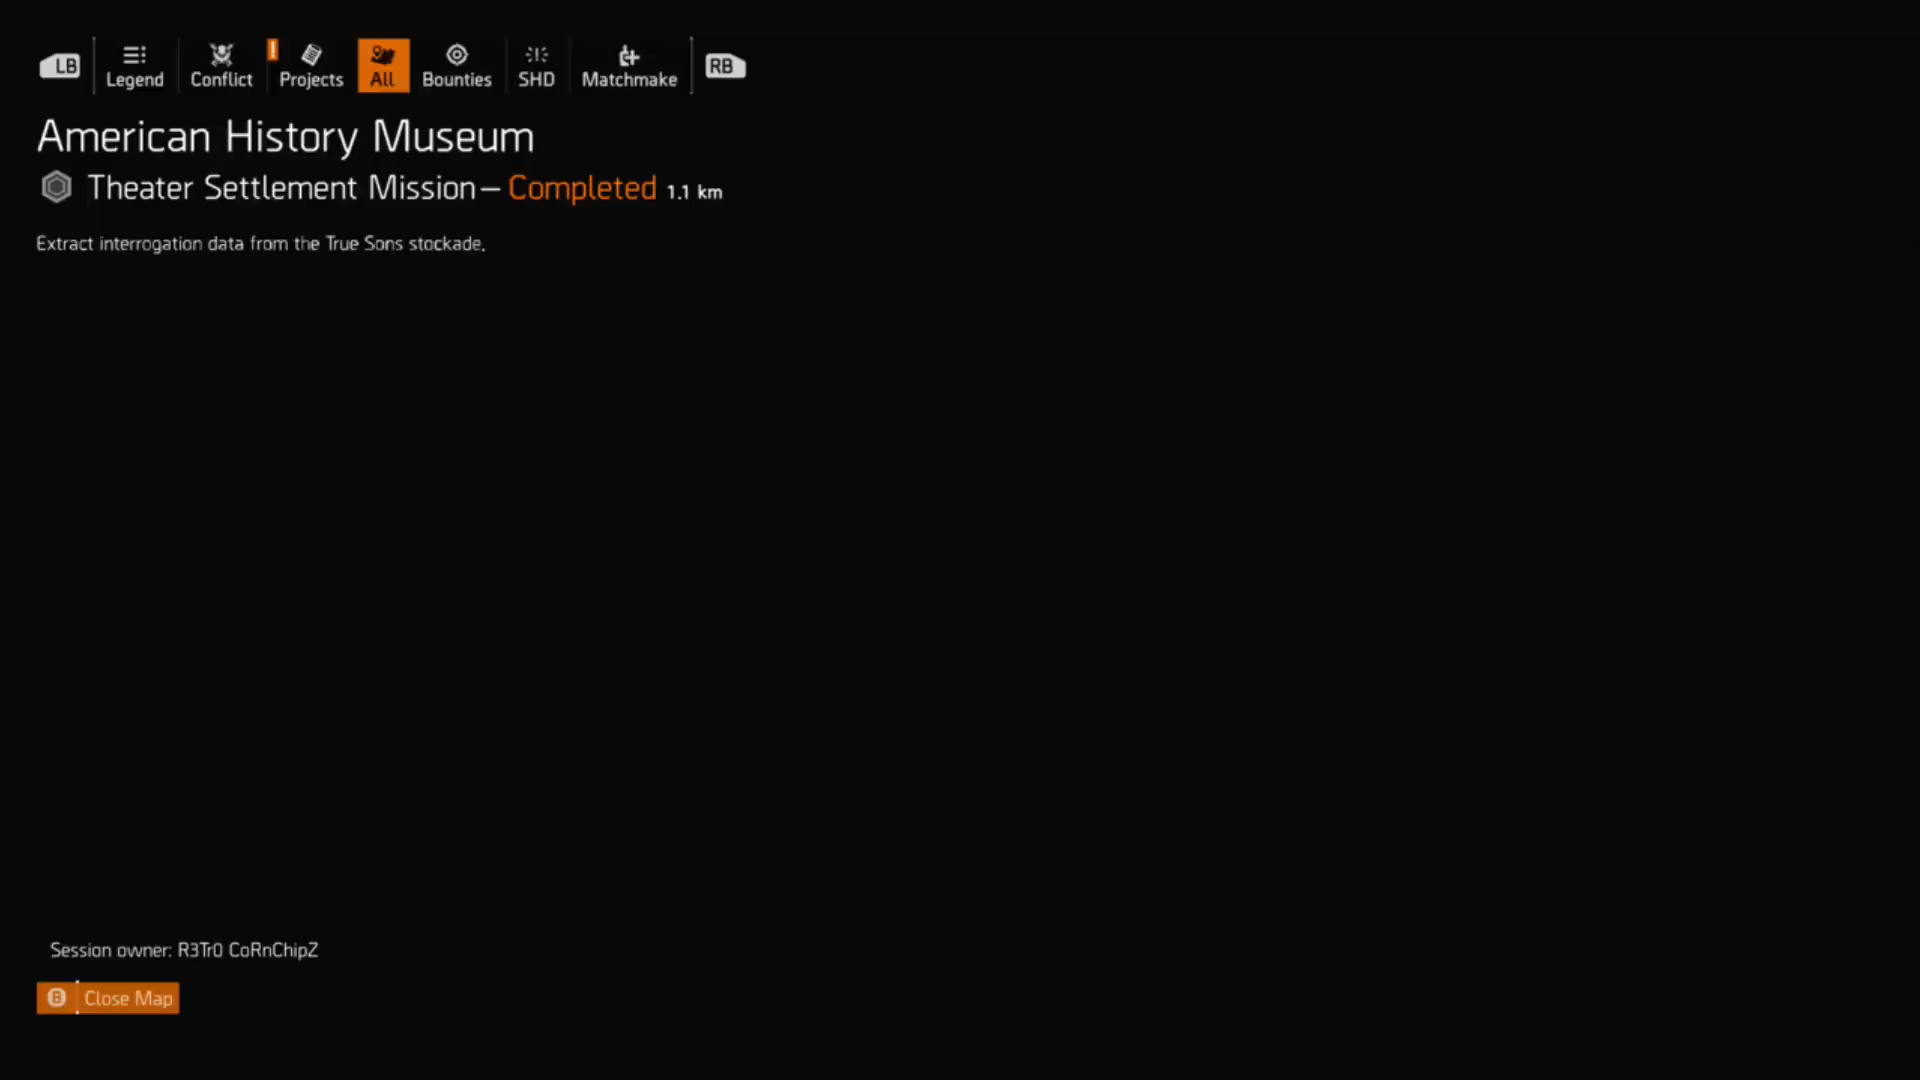 LB Legend Conflict ! Projects All Bounties SHD Matchmake RB
American History Museum
Theater Settlement Mission – Completed 1.1 km
Extract interrogation data from the True Sons stockade.
Session owner: R3Tr0 CoRnChipZ
B Close Map